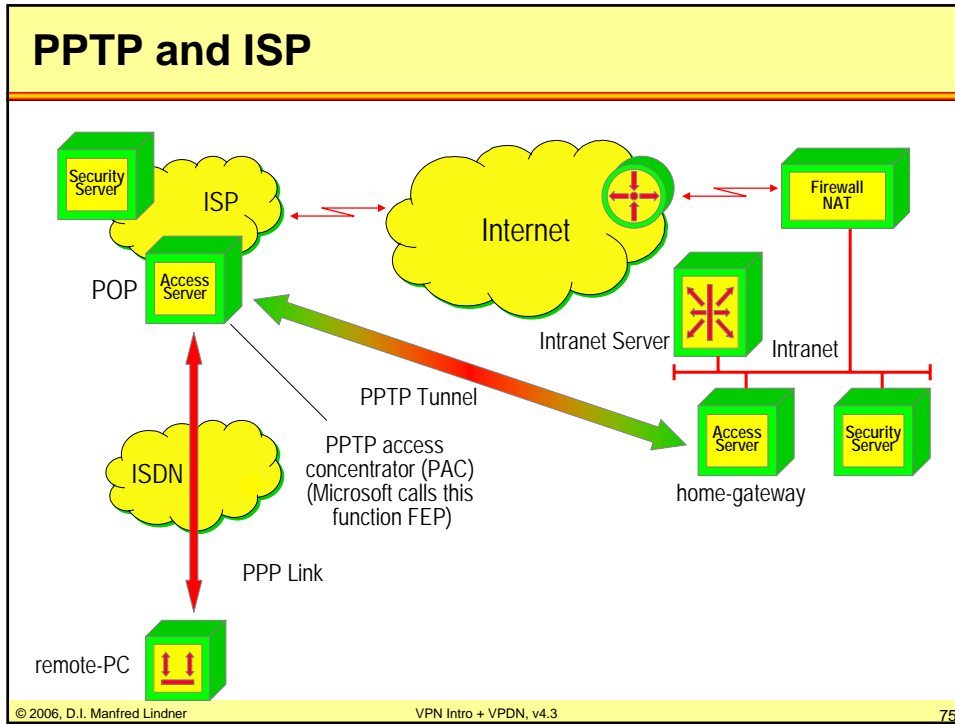 PPTP and ISP
Security
Server
ISP
Internet
Firewall
NAT
POP
Access
Server
Intranet Server
Intranet
PPTP Tunnel
Access
Server
Security
Server
home-gateway
ISDN
PPTP access
concentrator (PAC)
(Microsoft calls this
function FEP)
PPP Link
remote-PC
© 2006, D.I. Manfred Lindner
VPN Intro + VPDN, v4.3
75